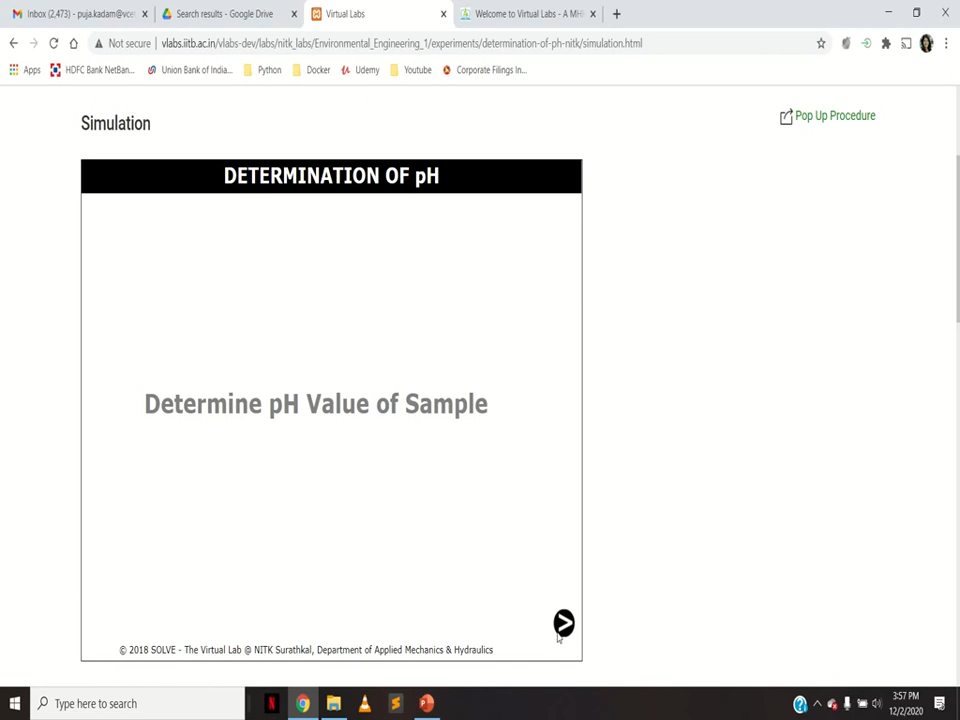 Inbox (2,473) - puja.kadam@vce
Search results - Google Drive
Virtual Labs
Welcome to Virtual Labs - A MH
Not secure
vlabs.iitb.ac.in/vlabs-dev/labs/nitk_labs/Environmental_Engineering_1/experiments/determination-of-ph-nitk/simulation.html
Apps
HDFC Bank NetBan...
Union Bank of India...
Python
Docker
Udemy
Youtube
Corporate Filings In...
Simulation
Pop Up Procedure
DETERMINATION OF pH
Determine pH Value of Sample
© 2018 SOLVE - The Virtual Lab @ NITK Surathkal, Department of Applied Mechanics & Hydraulics
Type here to search
3:57 PM
12/2/2020